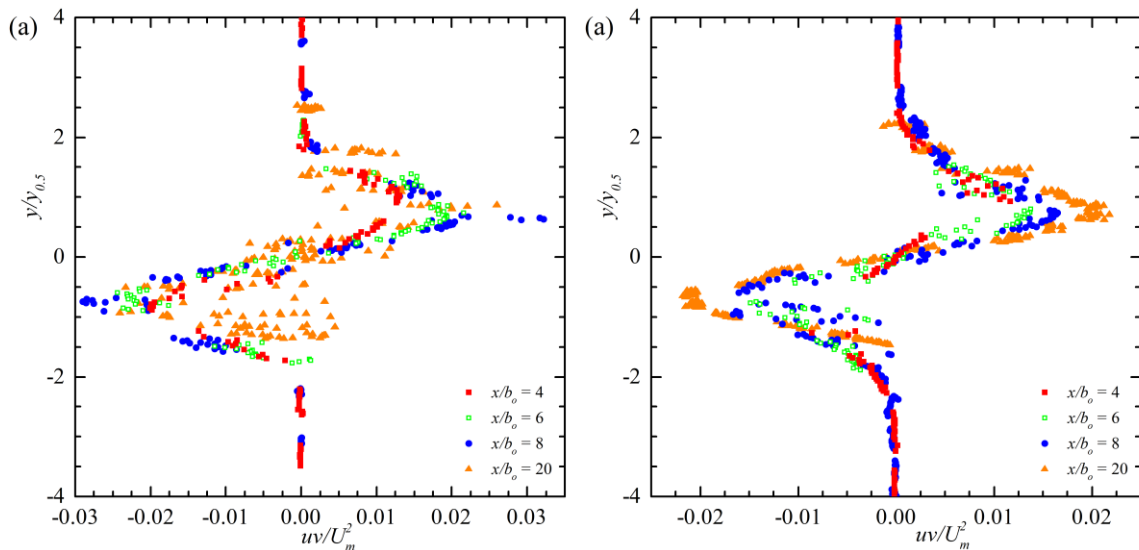 (a)
4
2
0
-2
-4
y/y0.5
-0.03
-0.02
-0.01
0.00
0.01
0.02
0.03
uv/U²m
x/bo = 4
x/bo = 6
x/bo = 8
x/bo = 20
(a)
4
2
0
-2
-4
y/y0.5
-0.02
-0.01
0.00
0.01
0.02
uv/U²m
x/bo = 4
x/bo = 6
x/bo = 8
x/bo = 20